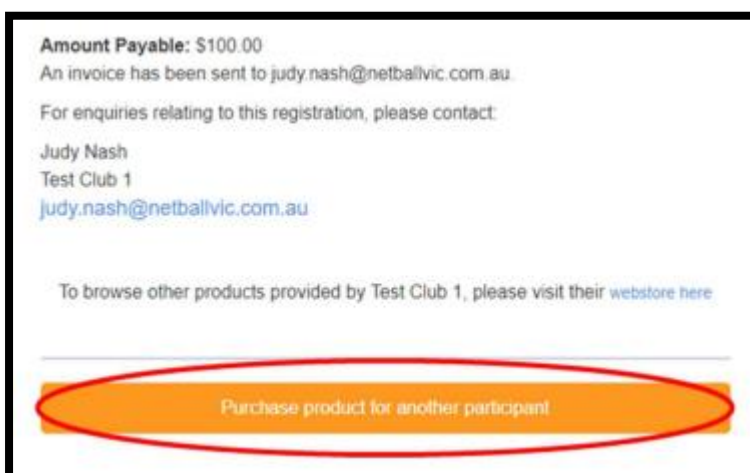 Amount Payable: $100.00
An invoice has been sent to judy.nash@netballvic.com.au.
For enquiries relating to this registration, please contact:
Judy Nash
Test Club 1
judy.nash@netballvic.com.au
To browse other products provided by Test Club 1, please visit their webstore here
Purchase product for another participant